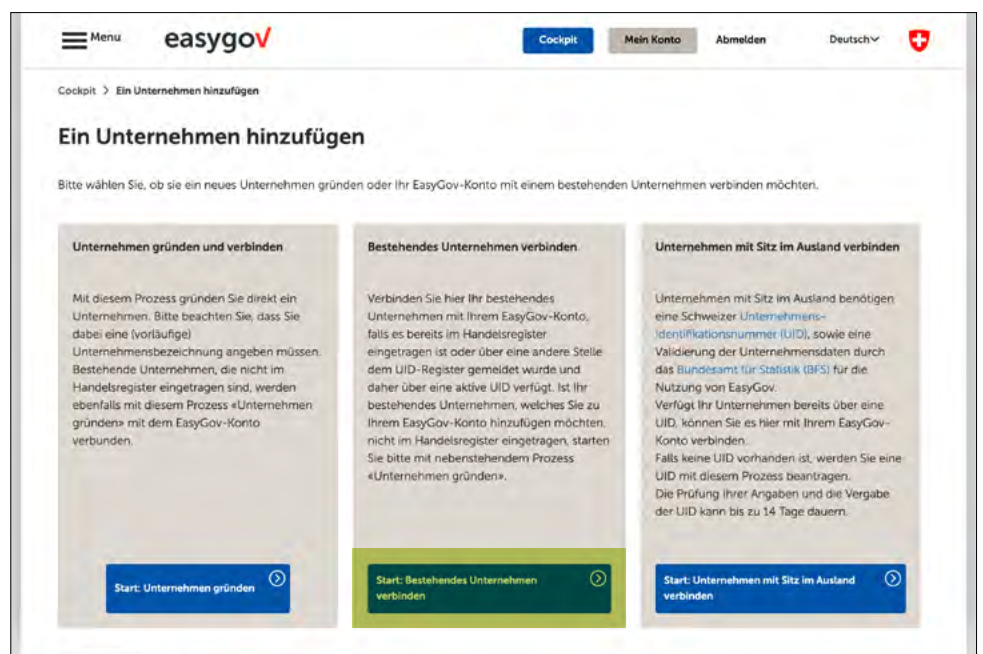 Menu
easygov
Cockpit
Mein Konto
Abmelden
Deutsch
Cockpit > Ein Unternehmen hinzufügen
Ein Unternehmen hinzufügen
Bitte wählen Sie, ob sie ein neues Unternehmen gründen oder Ihr EasyGov-Konto mit einem bestehenden Unternehmen verbinden möchten.
Unternehmen gründen und verbinden
Mit diesem Prozess gründen Sie direkt ein
Unternehmen. Bitte beachten Sie, dass Sie
dabei eine (vorläufige)
Unternehmensbezeichnung angeben müssen.
Bestehende Unternehmen, die nicht im
Handelsregister eingetragen sind, werden
ebenfalls mit diesem Prozess «Unternehmen
gründen» mit dem EasyGov-Konto
verbunden.
Start: Unternehmen gründen
Bestehendes Unternehmen verbinden
Verbinden Sie hier Ihr bestehendes
Unternehmen mit Ihrem EasyGov-Konto,
falls es bereits im Handelsregister
eingetragen ist oder über eine andere Stelle
dem UID-Register gemeldet wurde und
daher über eine aktive UID verfügt. Ist Ihr
bestehendes Unternehmen, welches Sie zu
Ihrem EasyGov-Konto hinzufügen möchten,
nicht im Handelsregister eingetragen, starten
Sie bitte mit nebenstehendem Prozess
«Unternehmen gründen».
Start: Bestehendes Unternehmen
verbinden
Unternehmen mit Sitz im Ausland verbinden
Unternehmen mit Sitz im Ausland benötigen
eine Schweizer Unternehmens-
Identifikationsnummer (UID), sowie eine
Validierung der Unternehmensdaten durch
das Bundesamt für Statistik (BFS) für die
Nutzung von EasyGov.
Verfügt Ihr Unternehmen bereits über eine
UID, können Sie es hier mit Ihrem EasyGov-
Konto verbinden.
Falls keine UID vorhanden ist, werden Sie eine
UID mit diesem Prozess beantragen.
Die Prüfung Ihrer Angaben und die Vergabe
der UID kann bis zu 14 Tage dauern.
Start: Unternehmen mit Sitz im Ausland
verbinden